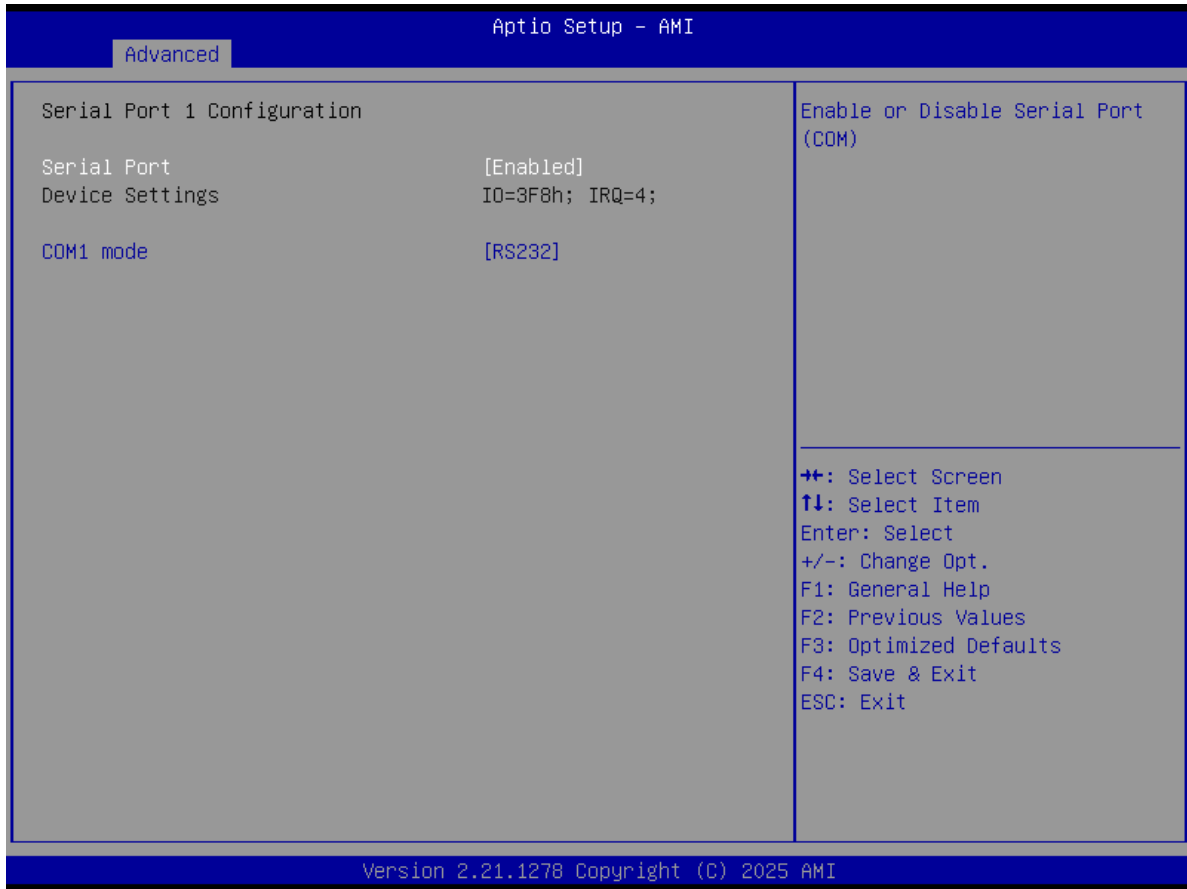 Aptio Setup - AMI
Advanced
Serial Port 1 Configuration
Serial Port [Enabled]
Device Settings IO=3F8h; IRQ=4;
COM1 mode [RS232]
Enable or Disable Serial Port
(COM)
→←: Select Screen
↑↓: Select Item
Enter: Select
+/-: Change Opt.
F1: General Help
F2: Previous Values
F3: Optimized Defaults
F4: Save & Exit
ESC: Exit
Version 2.21.1278 Copyright (C) 2025 AMI